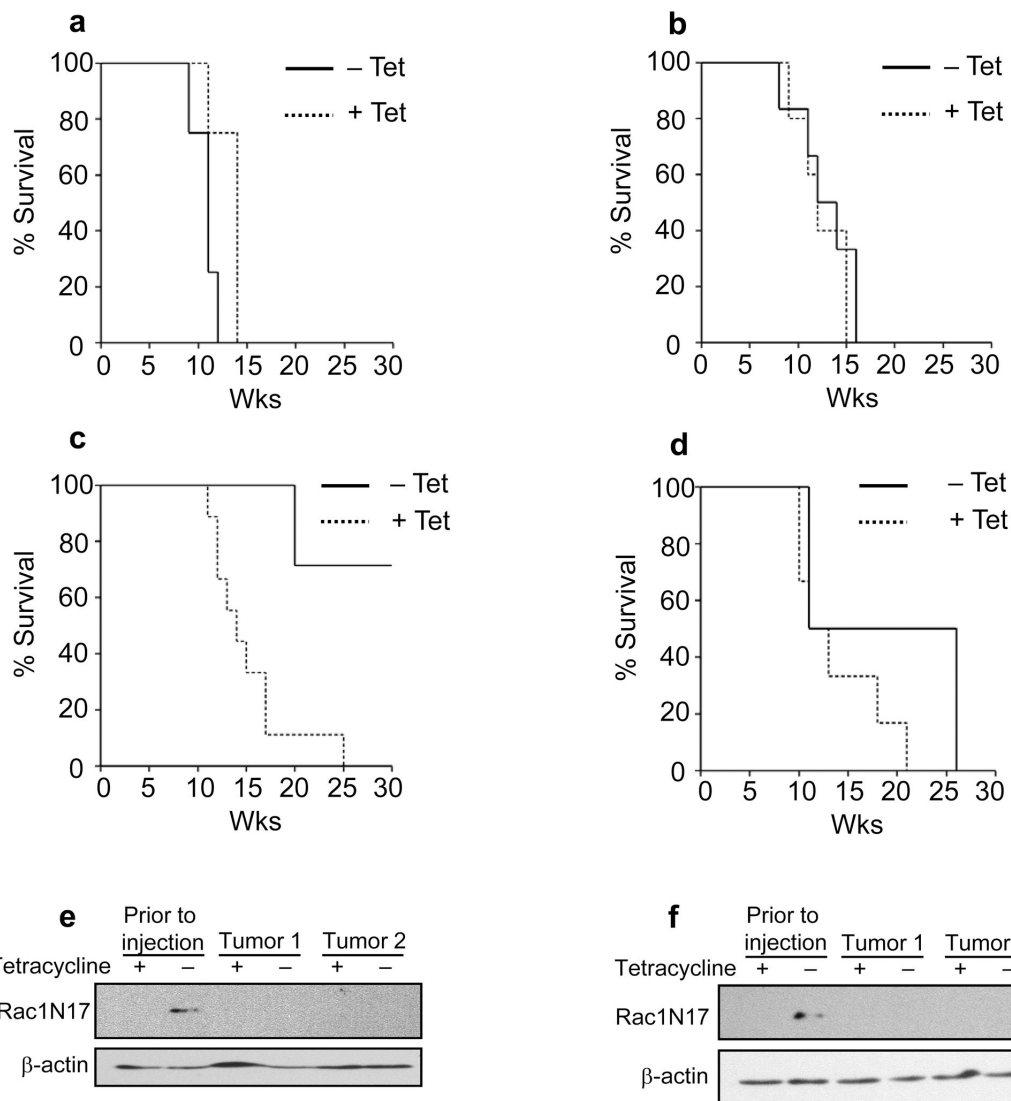 a
100
80
60
40
20
0
0 5 10 15 20 25 30
% Survival
Wks
– Tet
+ Tet
b
100
80
60
40
20
0
0 5 10 15 20 25 30
% Survival
Wks
– Tet
+ Tet
c
100
80
60
40
20
0
0 5 10 15 20 25 30
% Survival
Wks
– Tet
+ Tet
d
100
80
60
40
20
0
0 5 10 15 20 25 30
% Survival
Wks
– Tet
+ Tet
e
Prior to
injection Tumor 1 Tumor 2
Tetracycline + – + – + –
Rac1N17
β-actin
f
Prior to
injection Tumor 1 Tumor
Tetracycline + – + – + –
Rac1N17
β-actin